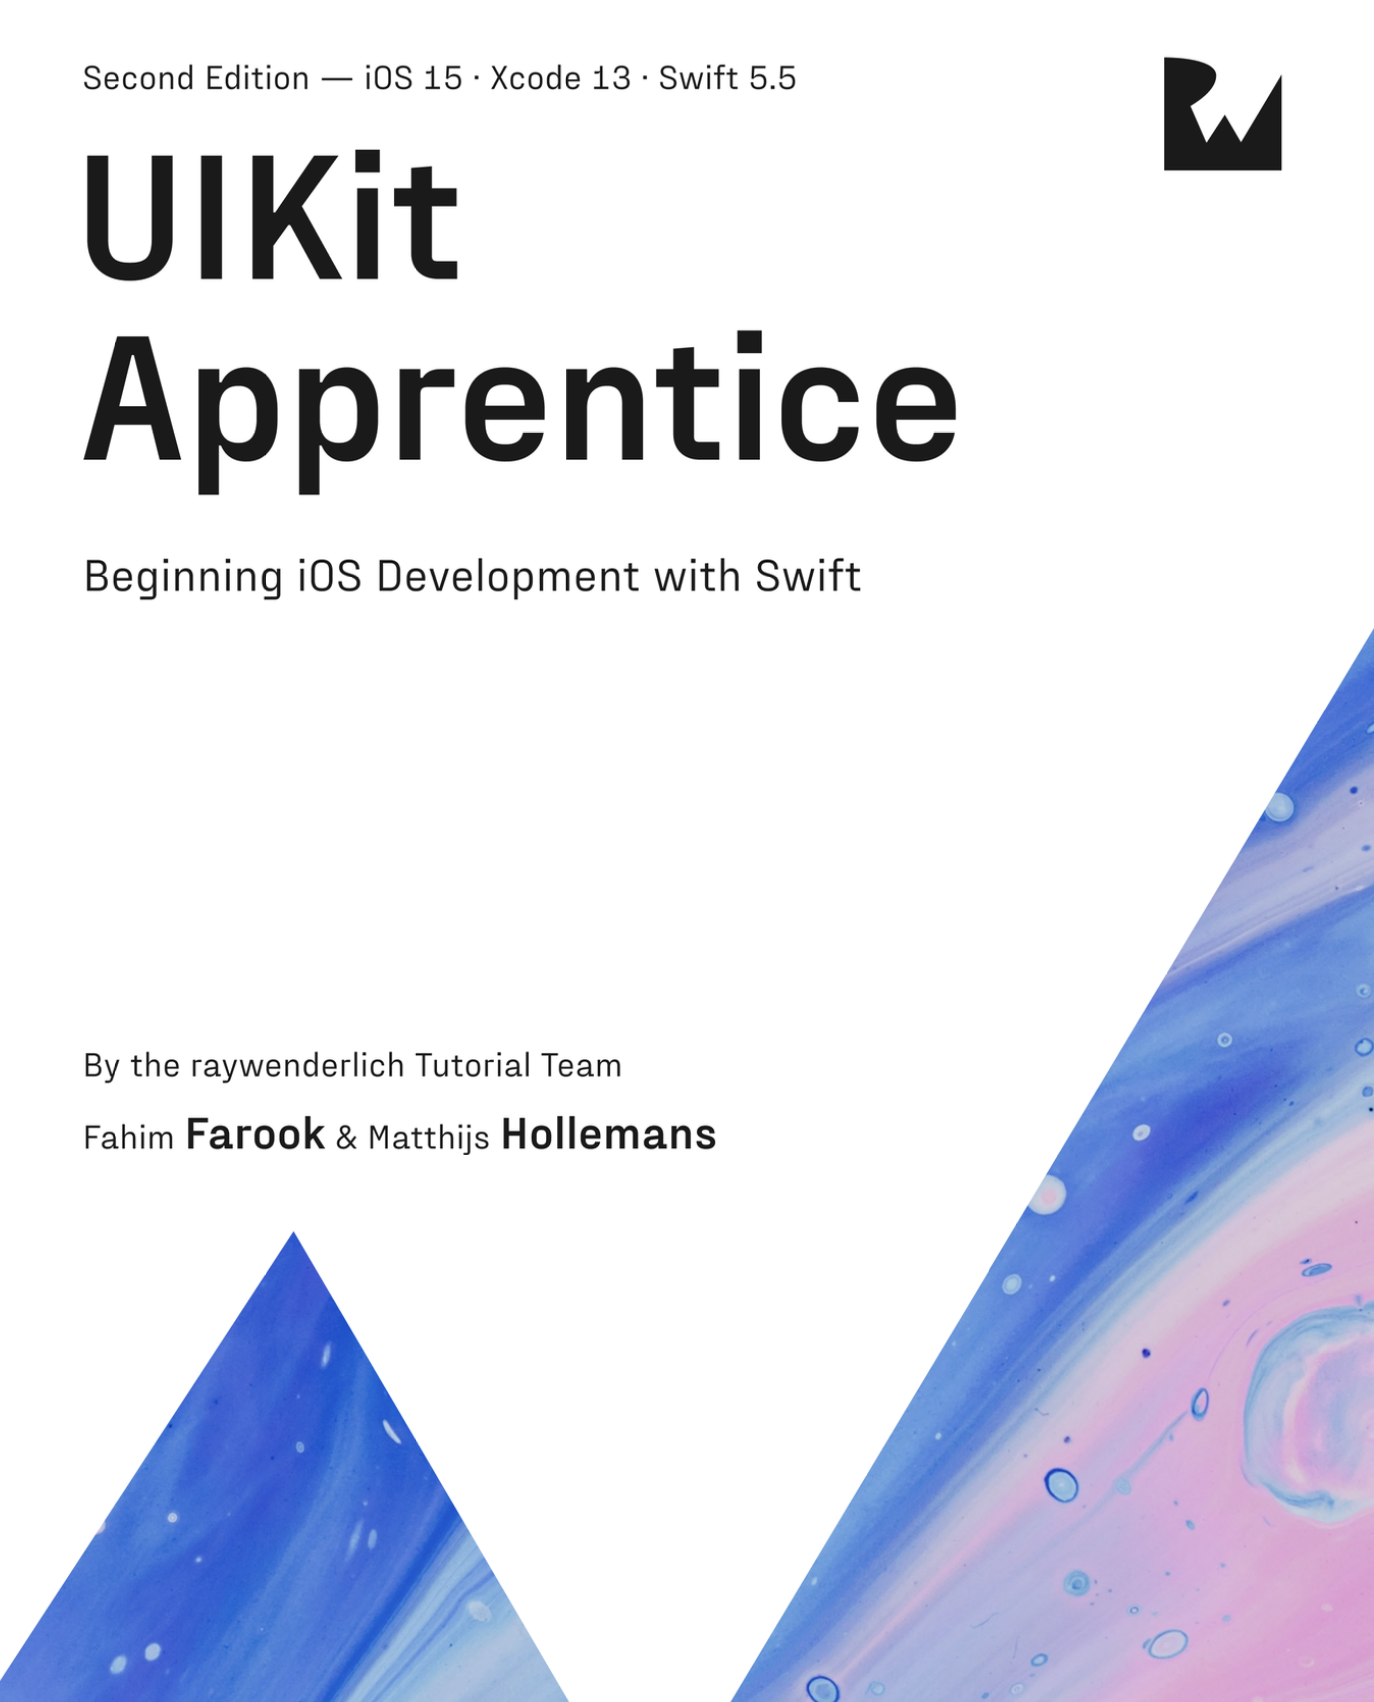 Second Edition — iOS 15 · Xcode 13 · Swift 5.5
UIKit
Apprentice
Beginning iOS Development with Swift
By the raywenderlich Tutorial Team
Fahim Farook & Matthijs Hollemans